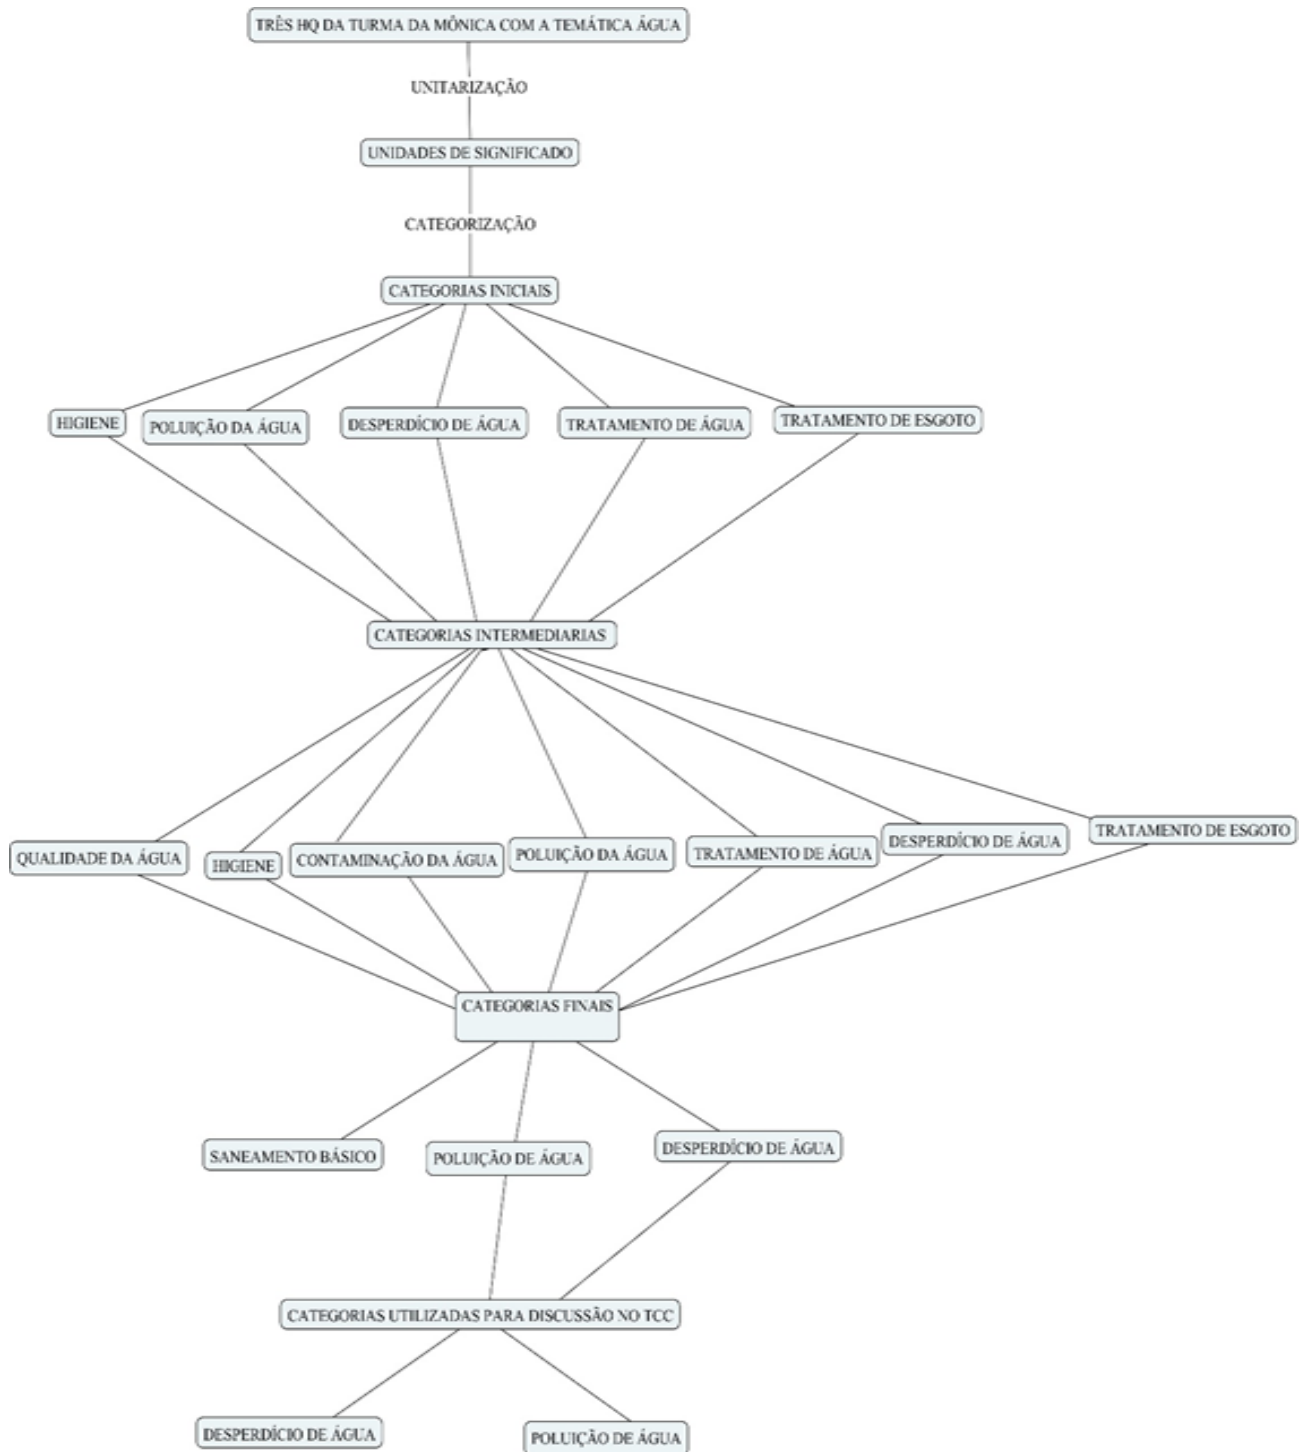 TRÊS HQ DA TURMA DA MÔNICA COM A TEMÁTICA ÁGUA
UNITARIZAÇÃO
UNIDADES DE SIGNIFICADO
CATEGORIZAÇÃO
CATEGORIAS INICIAIS
HIGIENE
POLUIÇÃO DA ÁGUA
DESPERDÍCIO DE ÁGUA
TRATAMENTO DE ÁGUA
TRATAMENTO DE ESGOTO
CATEGORIAS INTERMEDIARIAS
QUALIDADE DA ÁGUA
HIGIENE
CONTAMINAÇÃO DA ÁGUA
POLUIÇÃO DA ÁGUA
TRATAMENTO DE ÁGUA
DESPERDÍCIO DE ÁGUA
TRATAMENTO DE ESGOTO
CATEGORIAS FINAIS
SANEAMENTO BÁSICO
POLUIÇÃO DE ÁGUA
DESPERDÍCIO DE ÁGUA
CATEGORIAS UTILIZADAS PARA DISCUSSÃO NO TCC
DESPERDÍCIO DE ÁGUA
POLUIÇÃO DE ÁGUA